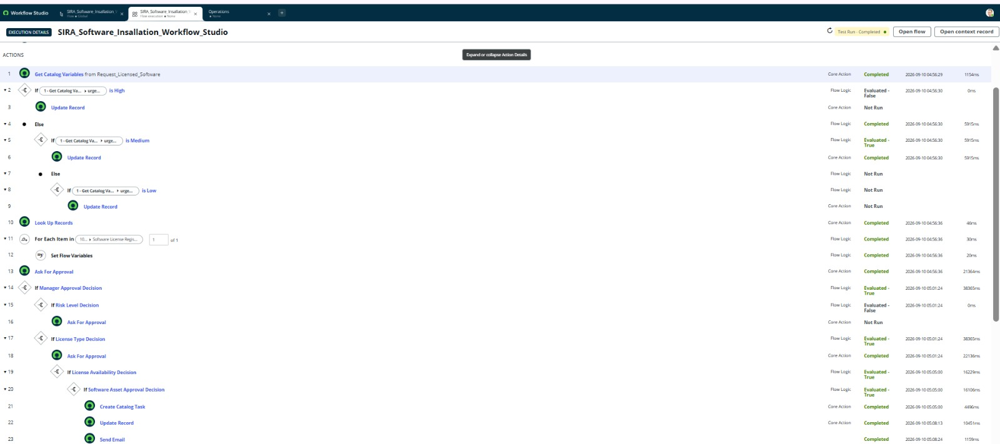 Workflow Studio
SIRA_Software_Insallation_
Flow ● Global
×
SIRA_Software_Insallation
Flow execution ● None
×
Operations
● None
×
+
EXECUTION DETAILS SIRA_Software_Insallation_Workflow_Studio
Test Run - Completed ●
Open flow
Open context record
ACTIONS
Expand or collapse Action Details
1 Get Catalog Variables from Request_Licensed_Software Core Action Completed 2026-09-10 04:56:29 1154ms
2 If 1 - Get Catalog Va... ▸ urge... is High Flow Logic Evaluated - False 2026-09-10 04:56:30 0ms
3 Update Record Core Action Not Run
4 Else Flow Logic Completed 2026-09-10 04:56:30 5915ms
5 If 1 - Get Catalog Va... ▸ urge... is Medium Flow Logic Evaluated - True 2026-09-10 04:56:30 5915ms
6 Update Record Core Action Completed 2026-09-10 04:56:30 5915ms
7 Else Flow Logic Not Run
8 If 1 - Get Catalog Va... ▸ urge... is Low Flow Logic Not Run
9 Update Record Core Action Not Run
10 Look Up Records Core Action Completed 2026-09-10 04:56:36 46ms
11 For Each Item in 10... ▸ Software License Regis... 1 of 1 Flow Logic Completed 2026-09-10 04:56:36 30ms
12 Set Flow Variables Flow Logic Completed 2026-09-10 04:56:36 20ms
13 Ask For Approval Core Action Completed 2026-09-10 04:56:36 21364ms
14 If Manager Approval Decision Flow Logic Evaluated - True 2026-09-10 05:01:24 38365ms
15 If Risk Level Decision Flow Logic Evaluated - False 2026-09-10 05:01:24 0ms
16 Ask For Approval Core Action Not Run
17 If License Type Decision Flow Logic Evaluated - True 2026-09-10 05:01:24 38365ms
18 Ask For Approval Core Action Completed 2026-09-10 05:01:24 22136ms
19 If License Availability Decision Flow Logic Evaluated - True 2026-09-10 05:05:00 16229ms
20 If Software Asset Approval Decision Flow Logic Evaluated - True 2026-09-10 05:05:00 16106ms
21 Create Catalog Task Core Action Completed 2026-09-10 05:05:00 4496ms
22 Update Record Core Action Completed 2026-09-10 05:08:13 10451ms
23 Send Email Completed 2026-09-10 05:08:24 1159ms